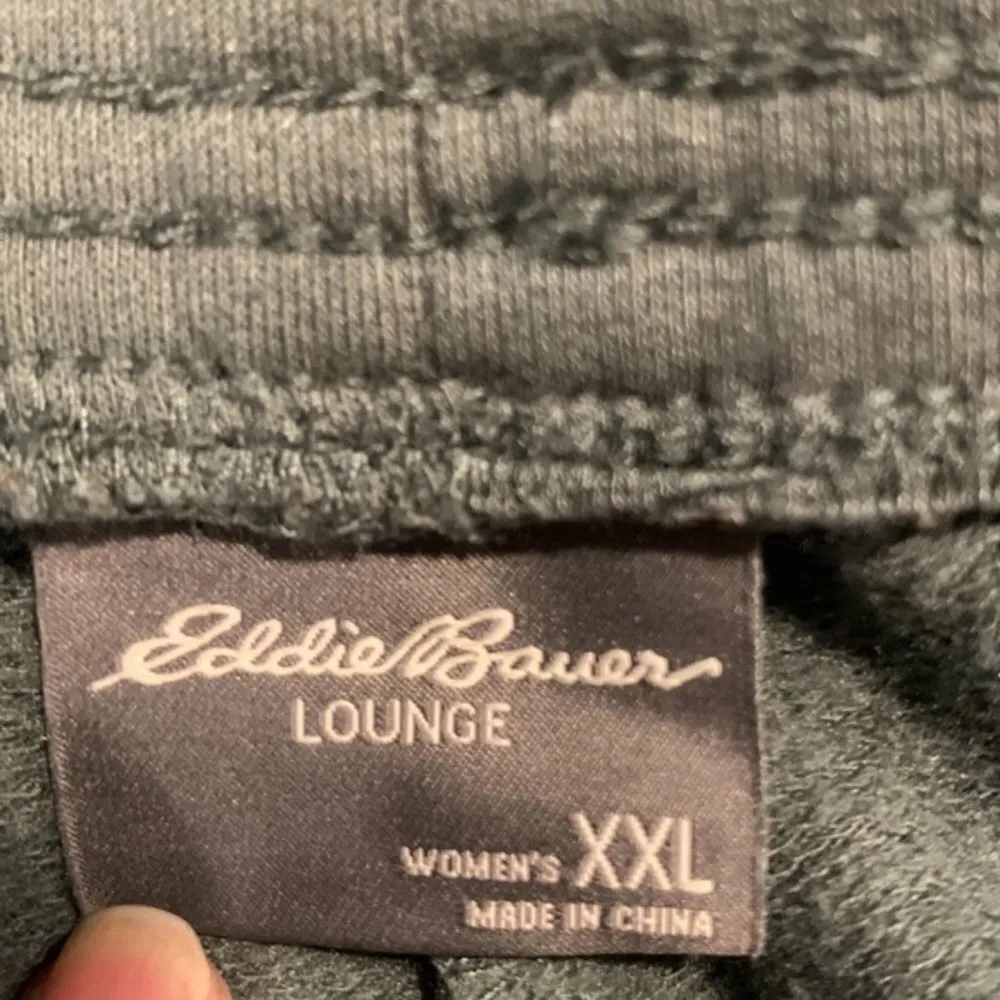 Eddie Bauer
LOUNGE
WOMEN'S XXL
MADE IN CHINA